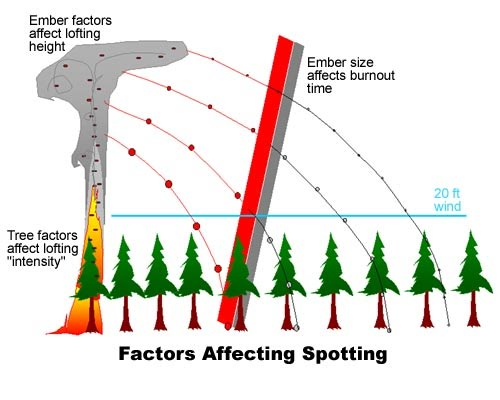 Ember factors
affect lofting
height
Ember size
affects burnout
time
20 ft
wind
Tree factors
affect lofting
"intensity"
Factors Affecting Spotting